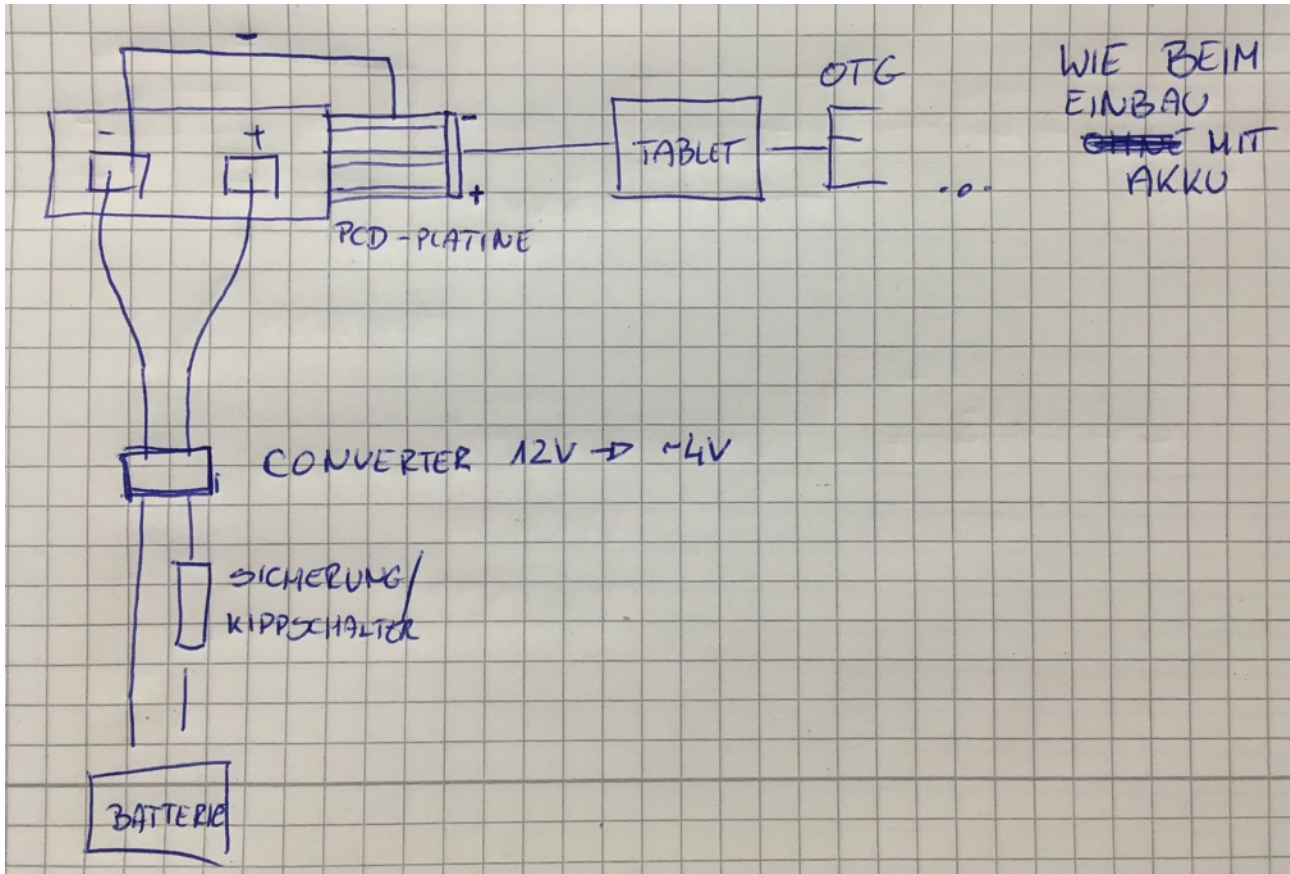 -
OTG
WIE BEIM
EINBAU
MIT
AKKU
- +
-
+
TABLET
...
PCD-PLATINE
CONVERTER 12V → ~4V
SICHERUNG/
KIPPSCHALTER
BATTERIE